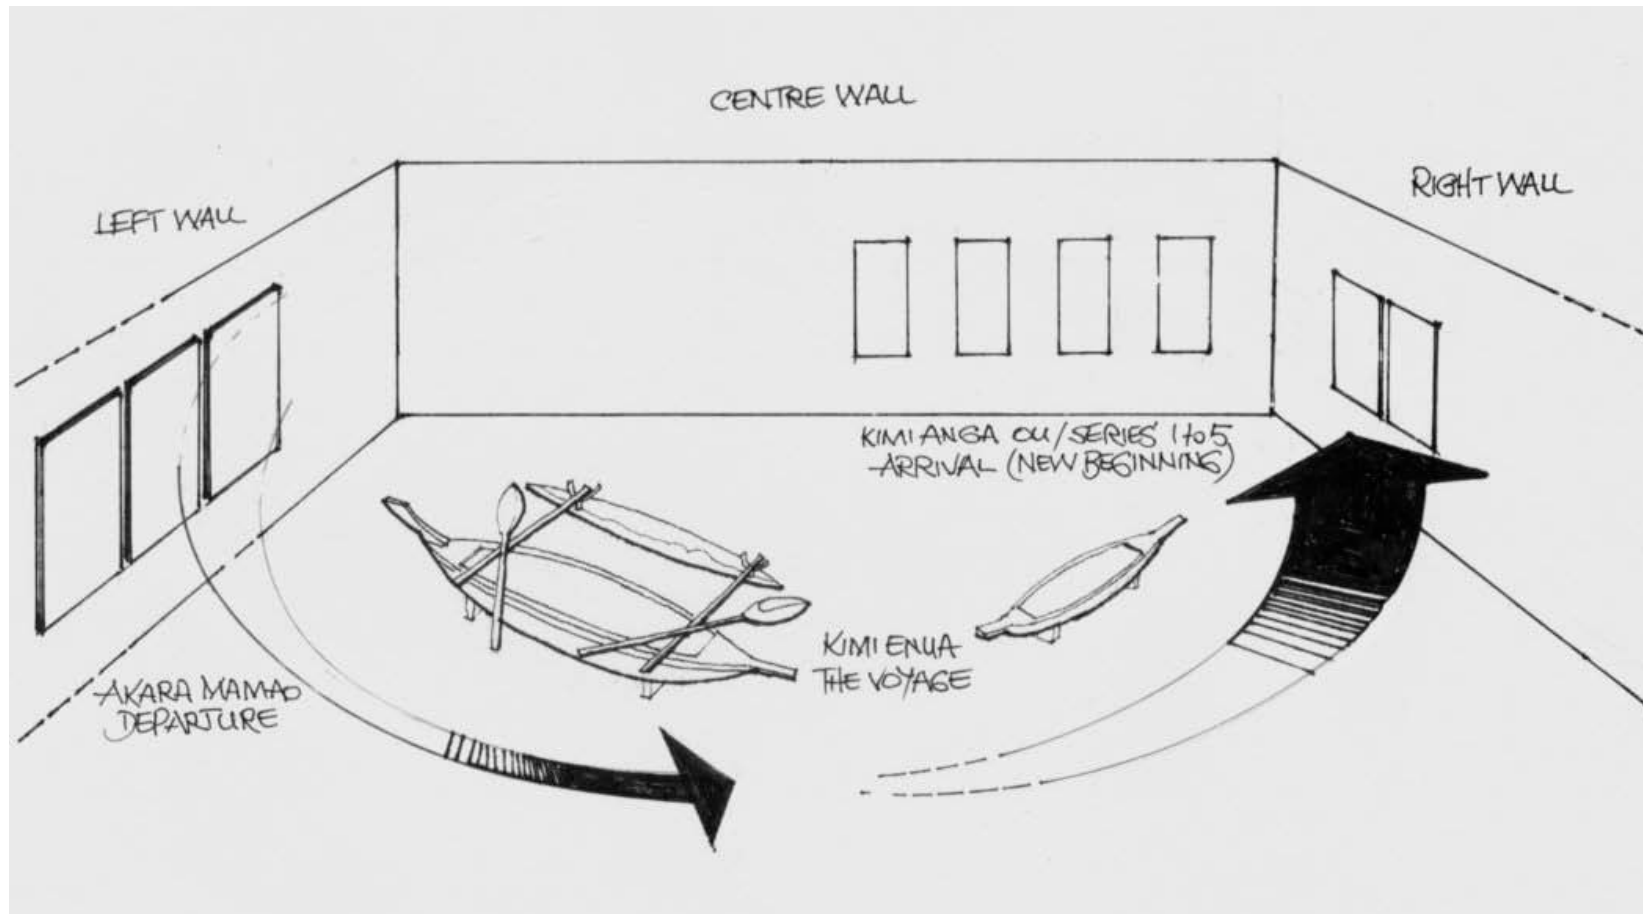 CENTRE WALL
LEFT WALL
RIGHT WALL
KIMI ANGA OU/SERIES 1 to 5
ARRIVAL (NEW BEGINNING)
KIMI ENUA
THE VOYAGE
AKARA MAMAO
DEPARTURE